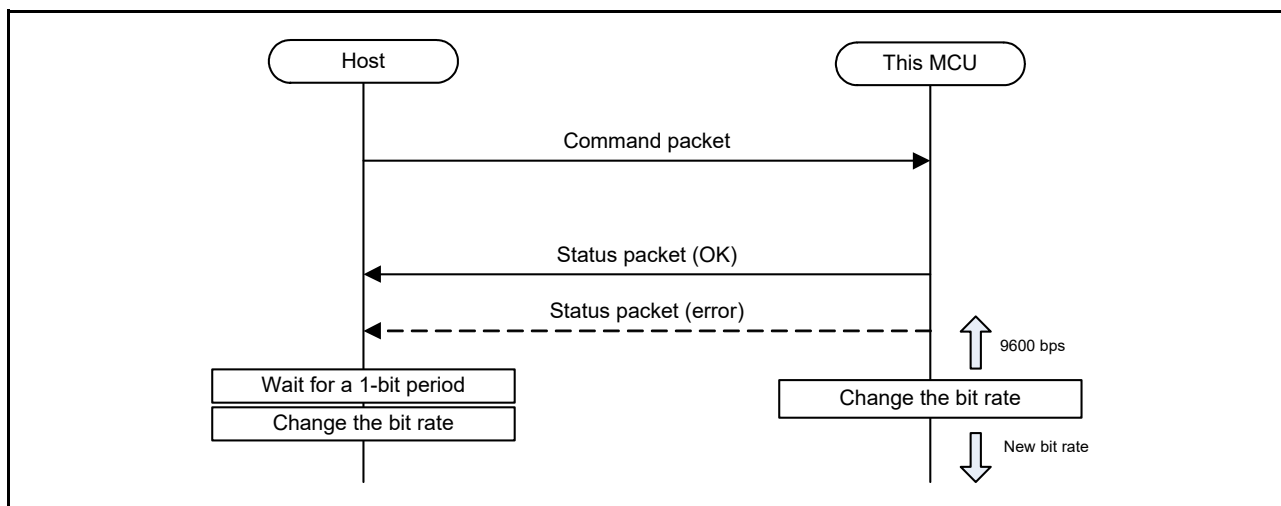 Host
This MCU
Command packet
Status packet (OK)
Status packet (error)
9600 bps
Wait for a 1-bit period
Change the bit rate
Change the bit rate
New bit rate